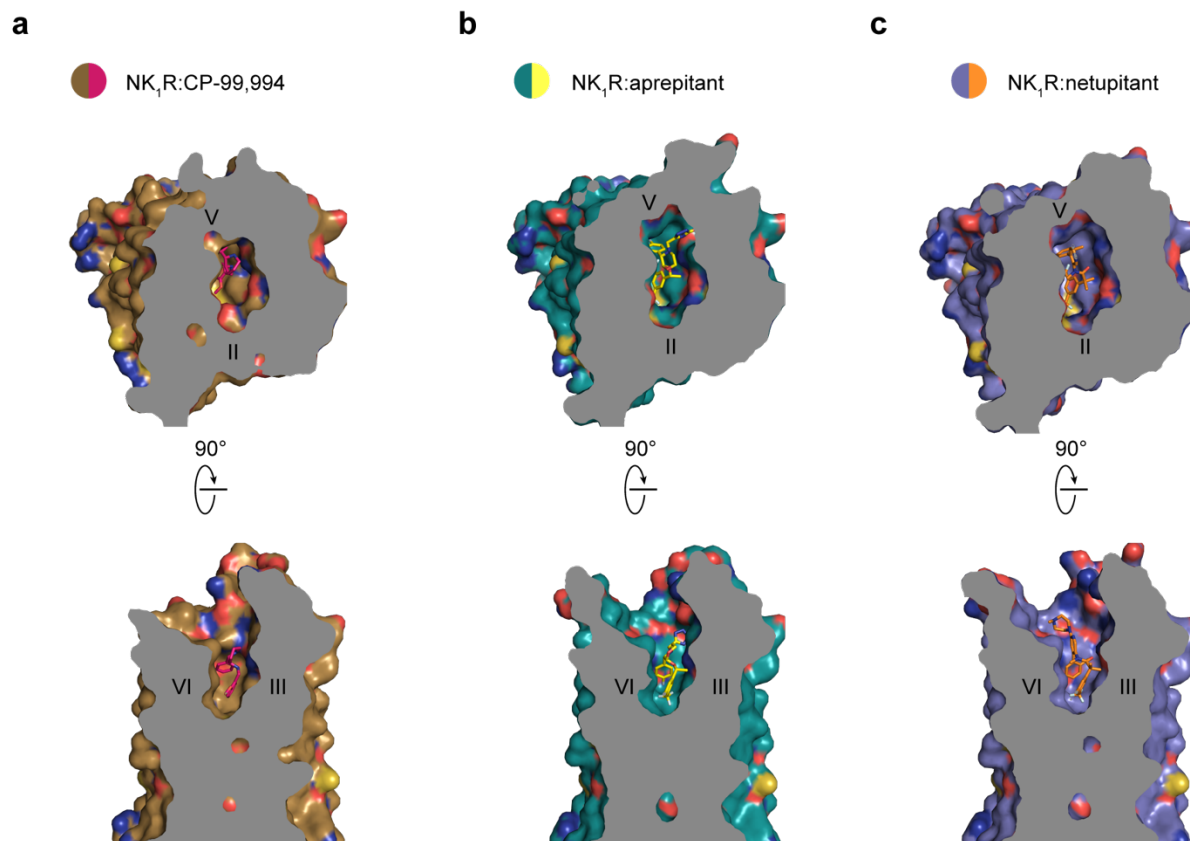 a
b
c
NK1R:CP-99,994
NK1R:aprepitant
NK1R:netupitant
V
V
V
II
II
II
90°
90°
90°
VI
III
VI
III
VI
III